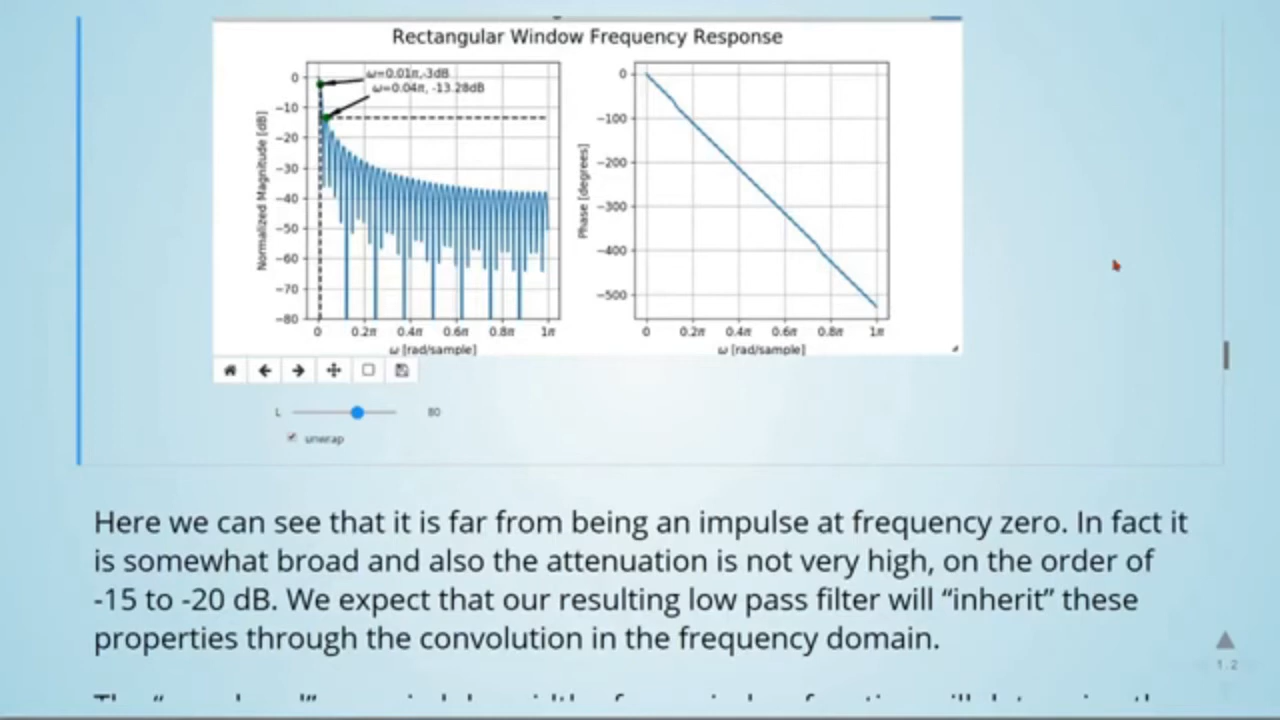 Rectangular Window Frequency Response
ω=0.01π,-3dB
ω=0.04π, -13.28dB
Normalized Magnitude [dB]
0
−10
−20
−30
−40
−50
−60
−70
−80
0 0.2π 0.4π 0.6π 0.8π 1π
ω [rad/sample]
Phase [degrees]
0
−100
−200
−300
−400
−500
0 0.2π 0.4π 0.6π 0.8π 1π
ω [rad/sample]
L 80
unwrap
Here we can see that it is far from being an impulse at frequency zero. In fact it
is somewhat broad and also the attenuation is not very high, on the order of
-15 to -20 dB. We expect that our resulting low pass filter will “inherit” these
properties through the convolution in the frequency domain.
1.2